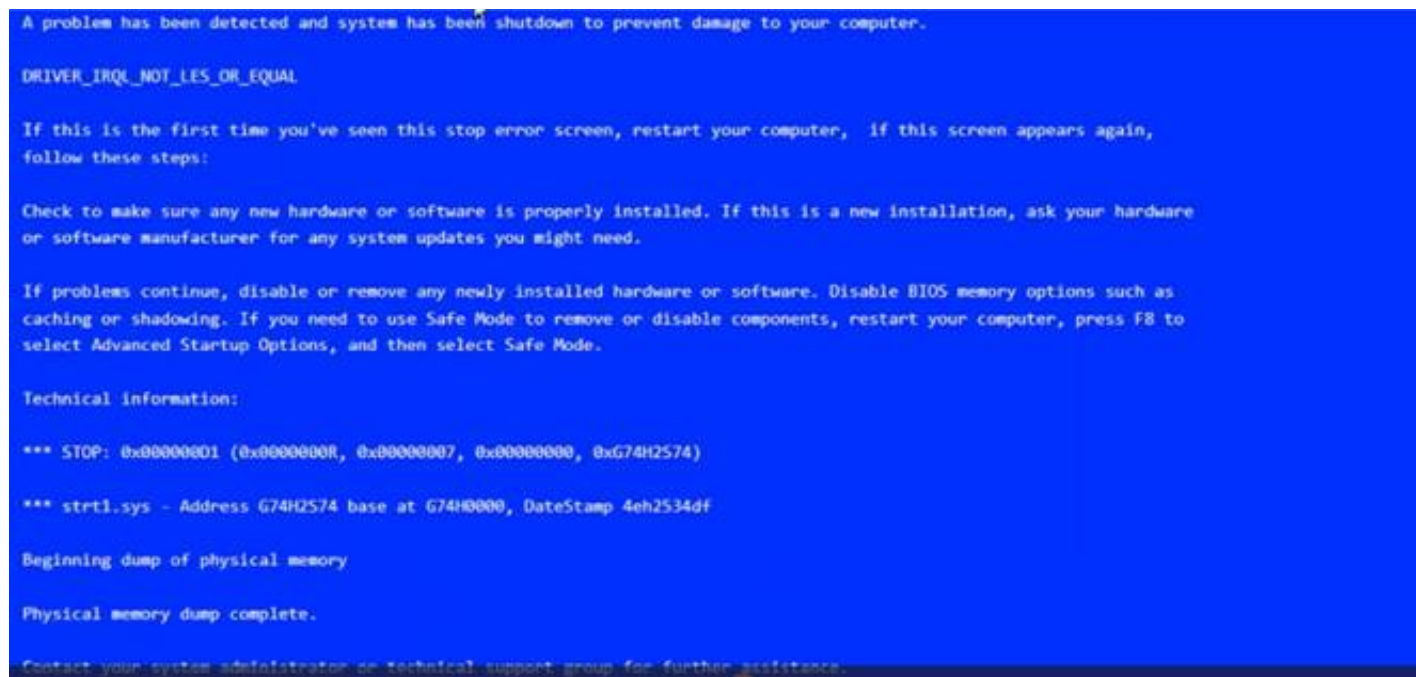 A problem has been detected and system has been shutdown to prevent damage to your computer.
DRIVER_IRQL_NOT_LES_OR_EQUAL
If this is the first time you've seen this stop error screen, restart your computer,  if this screen appears again,
follow these steps:
Check to make sure any new hardware or software is properly installed. If this is a new installation, ask your hardware
or software manufacturer for any system updates you might need.
If problems continue, disable or remove any newly installed hardware or software. Disable BIOS memory options such as
caching or shadowing. If you need to use Safe Mode to remove or disable components, restart your computer, press F8 to
select Advanced Startup Options, and then select Safe Mode.
Technical information:
*** STOP: 0x000000D1 (0x0000000R, 0x00000007, 0x00000000, 0xG74H2S74)
*** strt1.sys - Address G74H2S74 base at G74H0000, DateStamp 4eh2534df
Beginning dump of physical memory
Physical memory dump complete.
Contact your system administrator or technical support group for further assistance.